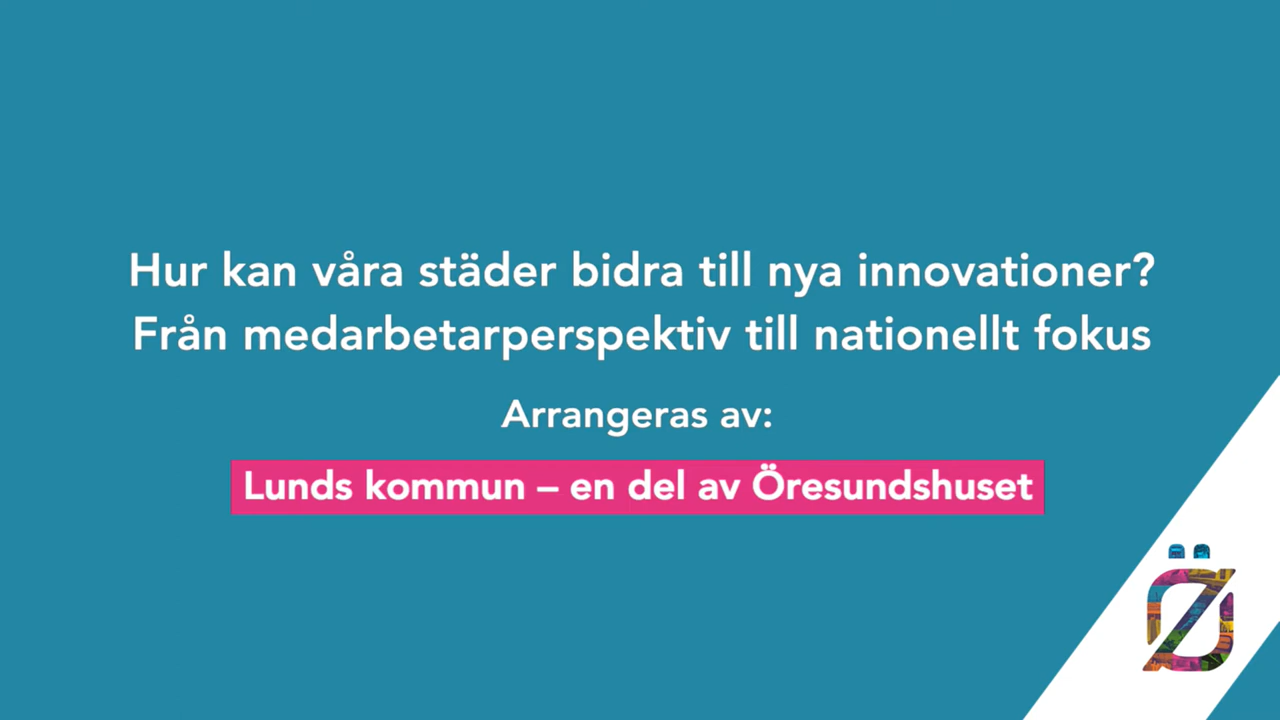 Hur kan våra städer bidra till nya innovationer?
Från medarbetarperspektiv till nationellt fokus
Arrangeras av:
Lunds kommun – en del av Öresundshuset